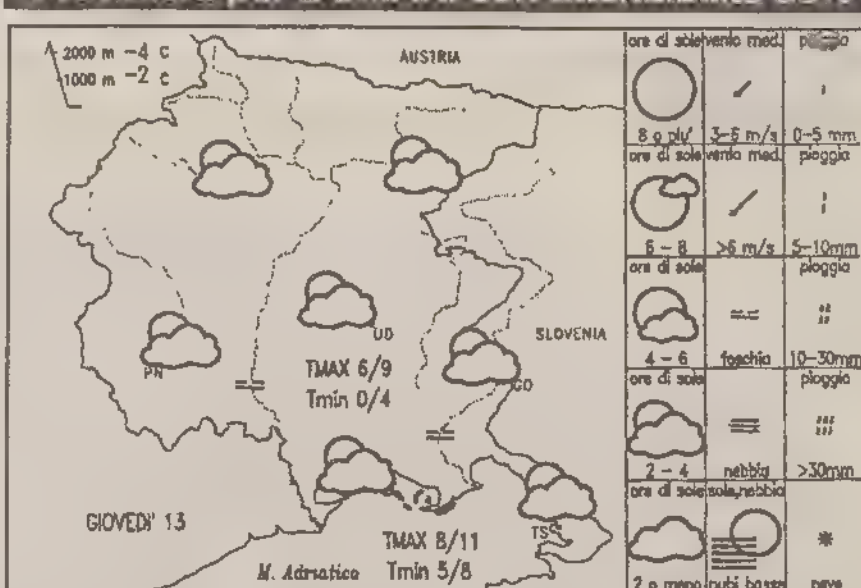 2000 m -4 c
1000 m -2 c
AUSTRIA
SLOVENIA
UD
PN
GO
TS
TMAX 6/9
Tmin 0/4
GIOVEDI' 13
TMAX 8/11
Tmin 5/8
M. Adriatico
ore di sole vento med.
8 o piu' 3-6 m/s 0-5 mm
ore di sole vento med. pioggia
6 - 8 >6 m/s 5-10mm
ore di sole pioggia
4 - 6 foschia 10-30mm
ore di sole pioggia
2 - 4 nebbia >30mm
ore di sole sole,nebbia
2 o meno nubi basse neve